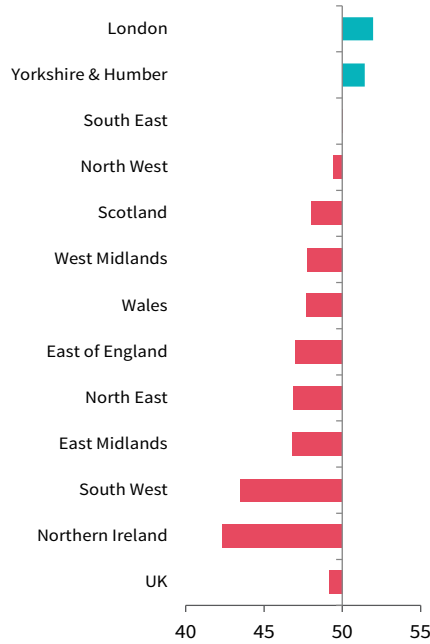 London
Yorkshire & Humber
South East
North West
Scotland
West Midlands
Wales
East of England
North East
East Midlands
South West
Northern Ireland
UK
40 45 50 55